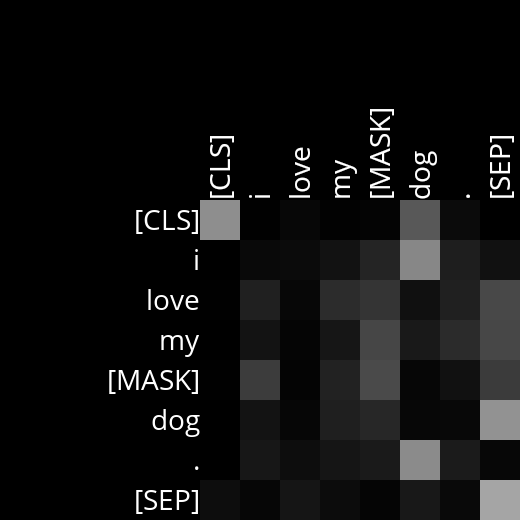 [CLS] i love my [MASK] dog . [SEP]
[CLS]
i
love
my
[MASK]
dog
.
[SEP]